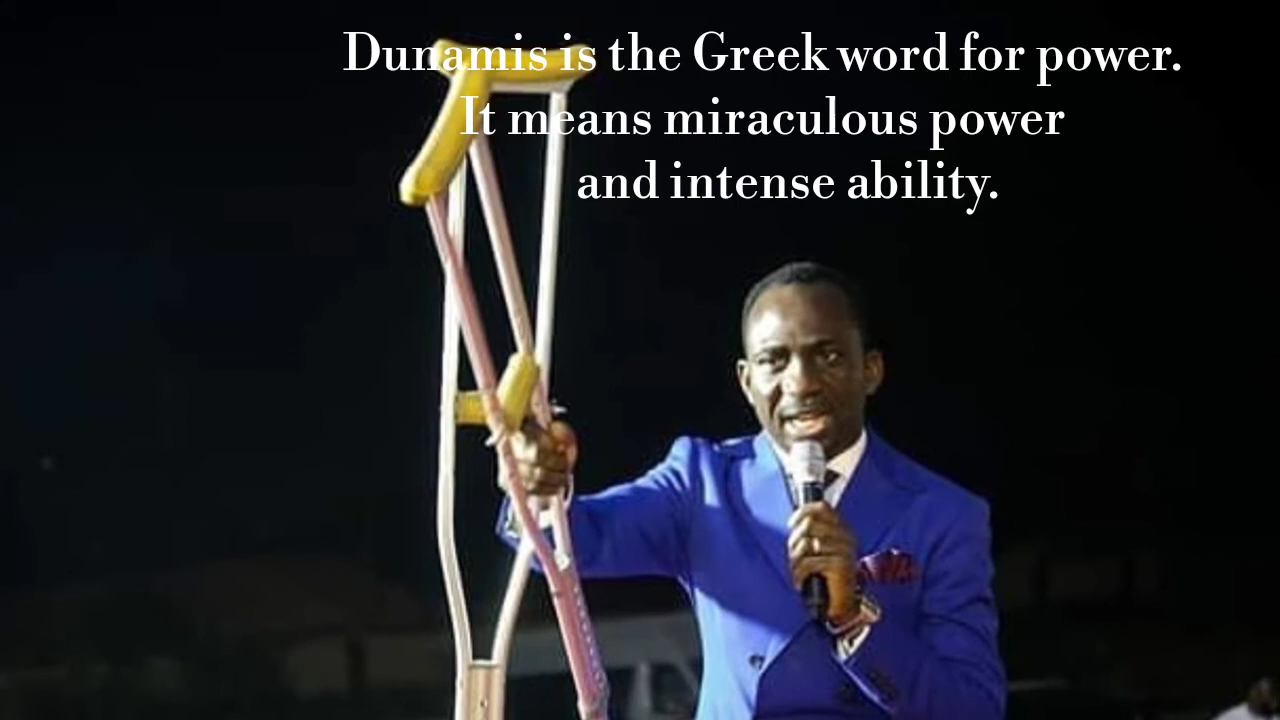 Dunamis is the Greek word for power.
It means miraculous power
and intense ability.